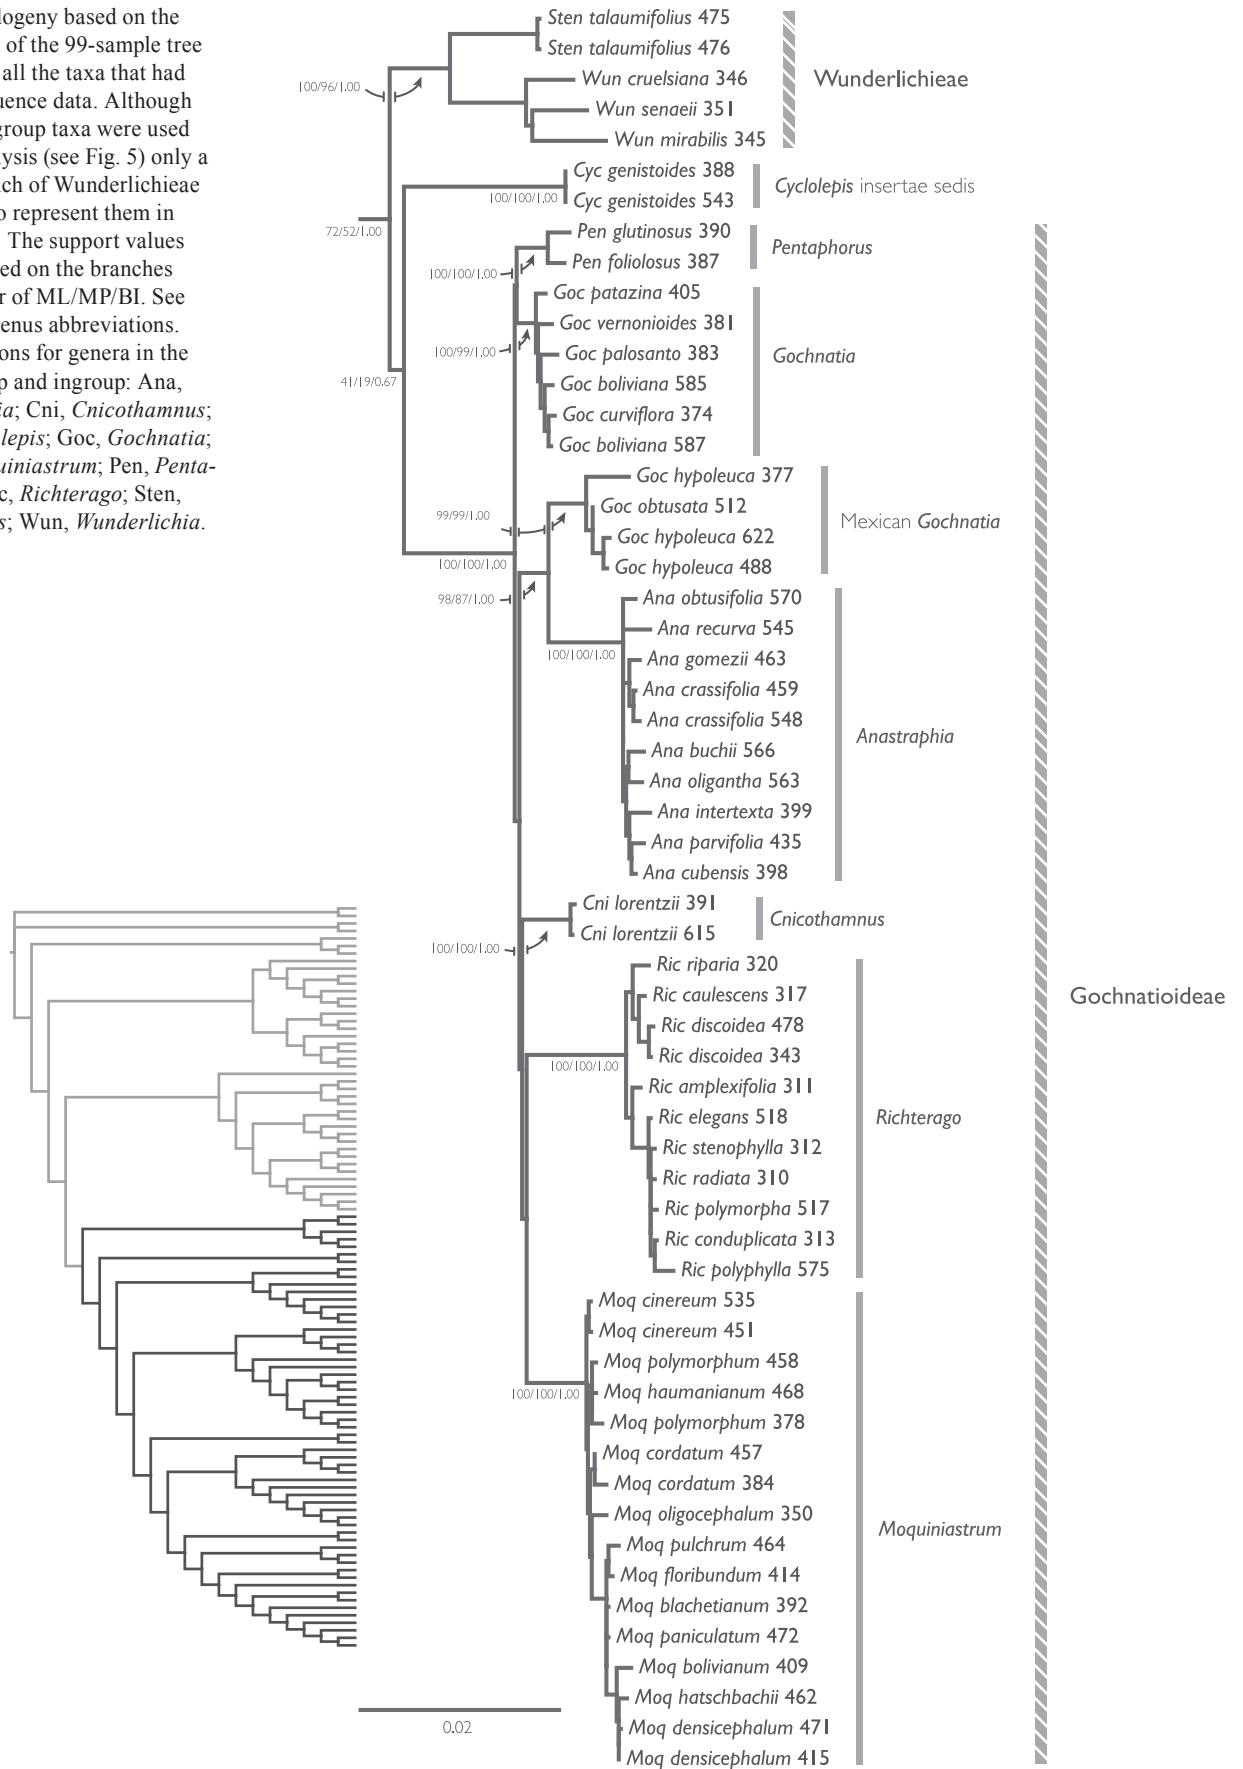 logeny based on the
of the 99-sample tree
all the taxa that had
uence data. Although
group taxa were used
lysis (see Fig. 5) only a
ch of Wunderlichieae
o represent them in
The support values
ed on the branches
r of ML/MP/BI. See
enus abbreviations.
ons for genera in the
p and ingroup: Ana,
ia; Cni, Cnicothamnus;
lepis; Goc, Gochnatia;
uiniastrum; Pen, Penta-
c, Richterago; Sten,
s; Wun, Wunderlichia.
Sten talaumifolius 475
Sten talaumifolius 476
Wun cruelsiana 346
Wun senaeii 351
Wun mirabilis 345
Wunderlichieae
100/96/1.00
Cyc genistoides 388
Cyc genistoides 543
Cyclolepis insertae sedis
100/100/1.00
72/52/1.00
Pen glutinosus 390
Pen foliolosus 387
Pentaphorus
100/100/1.00
Goc patazina 405
Goc vernonioides 381
Goc palosanto 383
Goc boliviana 585
Goc curviflora 374
Goc boliviana 587
Gochnatia
100/99/1.00
41/19/0.67
Goc hypoleuca 377
Goc obtusata 512
Goc hypoleuca 622
Goc hypoleuca 488
Mexican Gochnatia
99/99/1.00
100/100/1.00
98/87/1.00
Ana obtusifolia 570
Ana recurva 545
Ana gomezii 463
Ana crassifolia 459
Ana crassifolia 548
Ana buchii 566
Ana oligantha 563
Ana intertexta 399
Ana parvifolia 435
Ana cubensis 398
Anastraphia
100/100/1.00
Cni lorentzii 391
Cni lorentzii 615
Cnicothamnus
100/100/1.00
Ric riparia 320
Ric caulescens 317
Ric discoidea 478
Ric discoidea 343
Ric amplexifolia 311
Ric elegans 518
Ric stenophylla 312
Ric radiata 310
Ric polymorpha 517
Ric conduplicata 313
Ric polyphylla 575
Richterago
100/100/1.00
Gochnatioideae
Moq cinereum 535
Moq cinereum 451
Moq polymorphum 458
Moq haumanianum 468
Moq polymorphum 378
Moq cordatum 457
Moq cordatum 384
Moq oligocephalum 350
Moq pulchrum 464
Moq floribundum 414
Moq blachetianum 392
Moq paniculatum 472
Moq bolivianum 409
Moq hatschbachii 462
Moq densicephalum 471
Moq densicephalum 415
Moquiniastrum
100/100/1.00
0.02